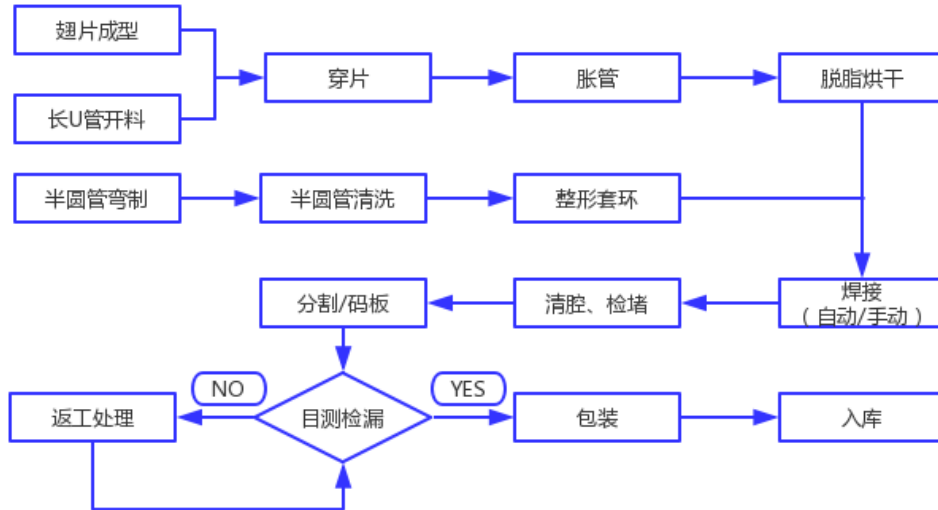 翅片成型
长U管开料
穿片
胀管
脱脂烘干
半圆管弯制
半圆管清洗
整形套环
分割/码板
清腔、检堵
焊接
（自动/手动）
NO
YES
返工处理
目测检漏
包装
入库